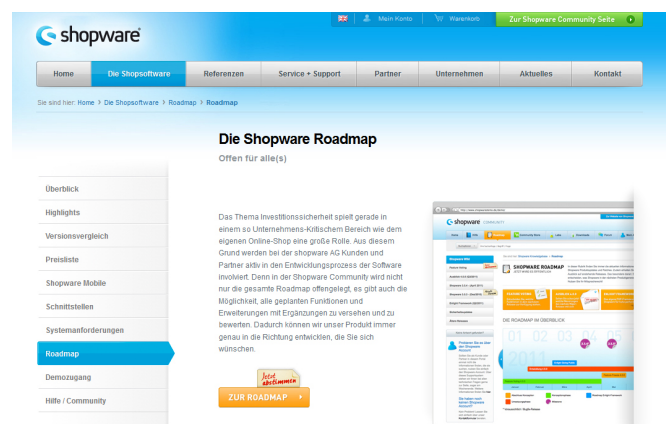 Mein Konto
Warenkorb
Zur Shopware Community Seite
shopware
Home
Die Shopsoftware
Referenzen
Service + Support
Partner
Unternehmen
Aktuelles
Kontakt
Sie sind hier: Home > Die Shopsoftware > Roadmap > Roadmap
Die Shopware Roadmap
Offen für alle(s)
Überblick
Highlights
Versionsvergleich
Preisliste
Shopware Mobile
Schnittstellen
Systemanforderungen
Roadmap
Demozugang
Hilfe / Community
Das Thema Investitionssicherheit spielt gerade in
einem so Unternehmens-Kritischem Bereich wie dem
eigenen Online-Shop eine große Rolle. Aus diesem
Grund werden bei der shopware AG Kunden und
Partner aktiv in den Entwicklungsprozess der Software
involviert. Denn in der Shopware Community wird nicht
nur die gesamte Roadmap offengelegt, es gibt auch die
Möglichkeit, alle geplanten Funktionen und
Erweiterungen mit Ergänzungen zu versehen und zu
bewerten. Dadurch können wir unser Produkt immer
genau in die Richtung entwickeln, die Sie sich
wünschen.
Jetzt
abstimmen
ZUR ROADMAP
shopware
COMMUNITY
SHOPWARE ROADMAP
DIE ROADMAP IM ÜBERBLICK
01 02 03 04 05
2011